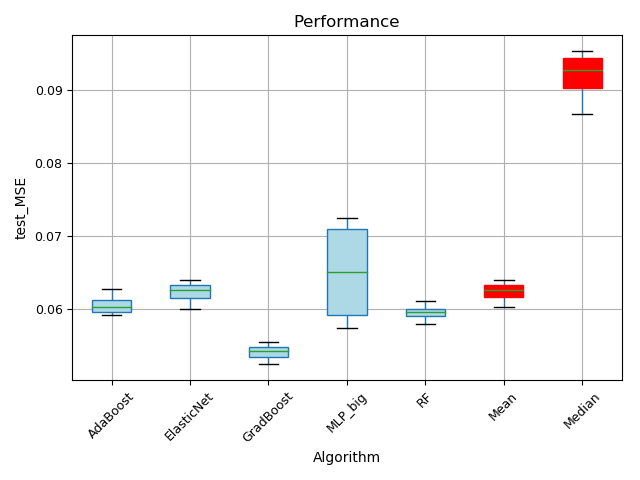 Performance
test_MSE
0.09
0.08
0.07
0.06
AdaBoost
ElasticNet
GradBoost
MLP_big
RF
Mean
Median
Algorithm